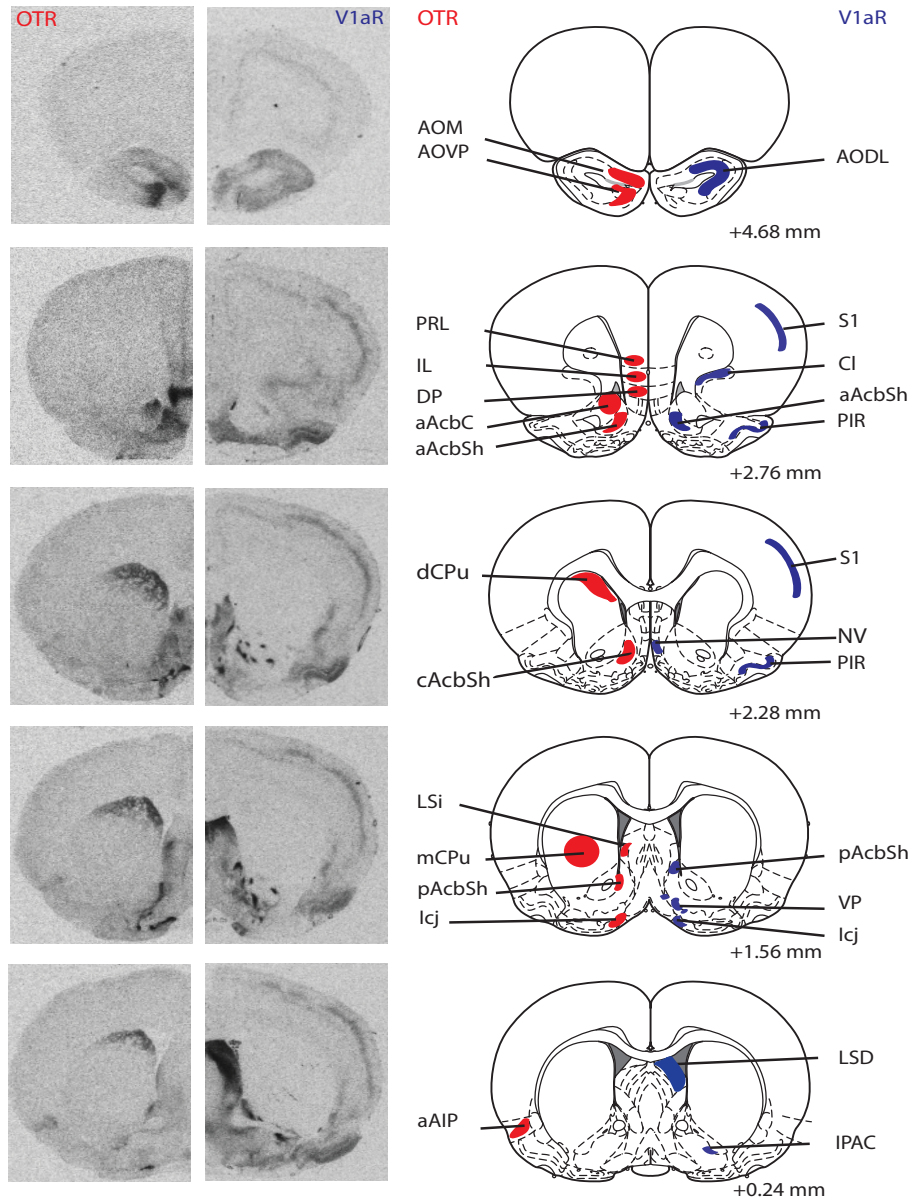 OTR
V1aR
OTR
V1aR
AOM
AOVP
AODL
+4.68 mm
PRL
IL
DP
aAcbC
aAcbSh
S1
Cl
aAcbSh
PIR
+2.76 mm
dCPu
cAcbSh
S1
NV
PIR
+2.28 mm
LSi
mCPu
pAcbSh
Icj
pAcbSh
VP
Icj
+1.56 mm
aAIP
LSD
IPAC
+0.24 mm